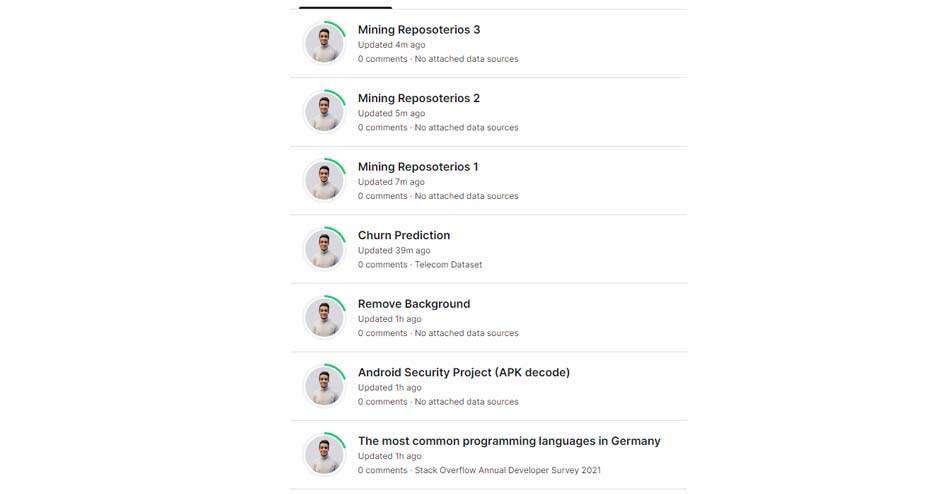 Mining Reposoterios 3
Updated 4m ago
0 comments · No attached data sources
Mining Reposoterios 2
Updated 5m ago
0 comments · No attached data sources
Mining Reposoterios 1
Updated 7m ago
0 comments · No attached data sources
Churn Prediction
Updated 39m ago
0 comments · Telecom Dataset
Remove Background
Updated 1h ago
0 comments · No attached data sources
Android Security Project (APK decode)
Updated 1h ago
0 comments · No attached data sources
The most common programming languages in Germany
Updated 1h ago
0 comments · Stack Overflow Annual Developer Survey 2021